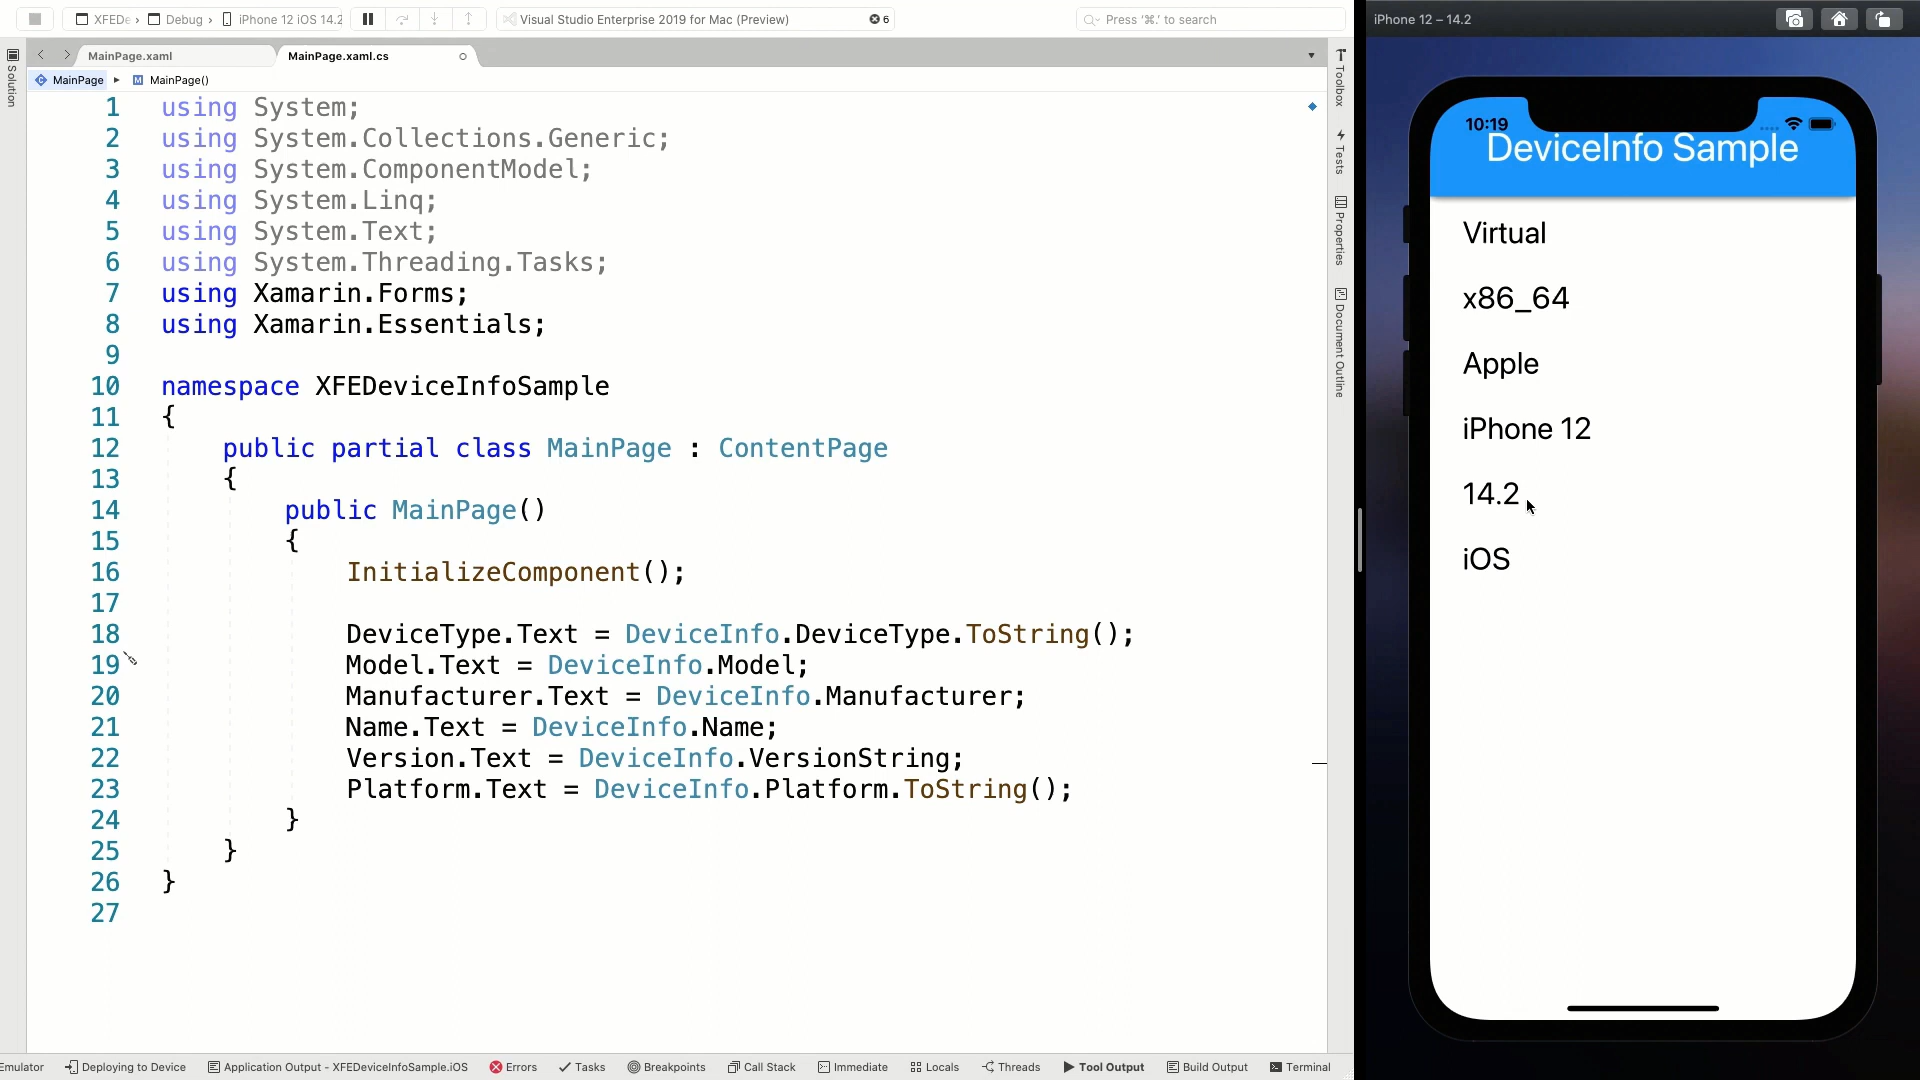 XFEDe › Debug › iPhone 12 iOS 14.2
Visual Studio Enterprise 2019 for Mac (Preview)
6
Press '⌘.' to search
iPhone 12 – 14.2
Solution
MainPage.xaml
MainPage.xaml.cs
MainPage ▸ M MainPage()
1 using System;
2 using System.Collections.Generic;
3 using System.ComponentModel;
4 using System.Linq;
5 using System.Text;
6 using System.Threading.Tasks;
7 using Xamarin.Forms;
8 using Xamarin.Essentials;
9
10 namespace XFEDeviceInfoSample
11 {
12     public partial class MainPage : ContentPage
13     {
14         public MainPage()
15         {
16             InitializeComponent();
17
18             DeviceType.Text = DeviceInfo.DeviceType.ToString();
19             Model.Text = DeviceInfo.Model;
20             Manufacturer.Text = DeviceInfo.Manufacturer;
21             Name.Text = DeviceInfo.Name;
22             Version.Text = DeviceInfo.VersionString;
23             Platform.Text = DeviceInfo.Platform.ToString();
24         }
25     }
26 }
27
Toolbox
Tests
Properties
Document Outline
10:19
DeviceInfo Sample
Virtual
x86_64
Apple
iPhone 12
14.2
iOS
Emulator
Deploying to Device
Application Output - XFEDeviceInfoSample.iOS
Errors
Tasks
Breakpoints
Call Stack
Immediate
Locals
Threads
Tool Output
Build Output
Terminal